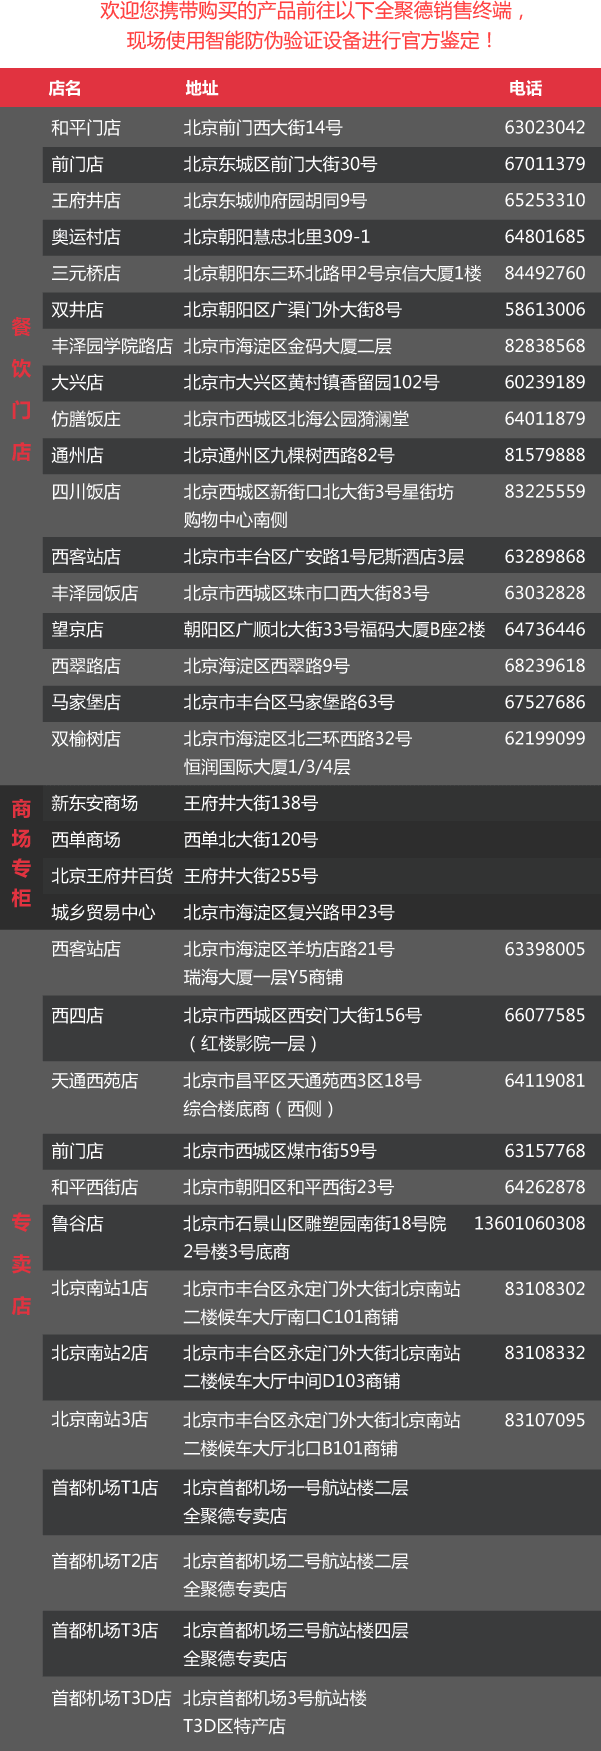 欢迎您携带购买的产品前往以下全聚德销售终端，
现场使用智能防伪验证设备进行官方鉴定！
店名 地址 电话
餐饮门店
和平门店 北京前门西大街14号 63023042
前门店 北京东城区前门大街30号 67011379
王府井店 北京东城帅府园胡同9号 65253310
奥运村店 北京朝阳慧忠北里309-1 64801685
三元桥店 北京朝阳东三环北路甲2号京信大厦1楼 84492760
双井店 北京朝阳区广渠门外大街8号 58613006
丰泽园学院路店 北京市海淀区金码大厦二层 82838568
大兴店 北京市大兴区黄村镇香留园102号 60239189
仿膳饭庄 北京市西城区北海公园漪澜堂 64011879
通州店 北京通州区九棵树西路82号 81579888
四川饭店 北京西城区新街口北大街3号星街坊 83225559
购物中心南侧
西客站店 北京市丰台区广安路1号尼斯酒店3层 63289868
丰泽园饭店 北京市西城区珠市口西大街83号 63032828
望京店 朝阳区广顺北大街33号福码大厦B座2楼 64736446
西翠路店 北京海淀区西翠路9号 68239618
马家堡店 北京市丰台区马家堡路63号 67527686
双榆树店 北京市海淀区北三环西路32号 62199099
恒润国际大厦1/3/4层
商场专柜
新东安商场 王府井大街138号
西单商场 西单北大街120号
北京王府井百货 王府井大街255号
城乡贸易中心 北京市海淀区复兴路甲23号
专卖店
西客站店 北京市海淀区羊坊店路21号 63398005
瑞海大厦一层Y5商铺
西四店 北京市西城区西安门大街156号 66077585
（红楼影院一层）
天通西苑店 北京市昌平区天通苑西3区18号 64119081
综合楼底商（西侧）
前门店 北京市西城区煤市街59号 63157768
和平西街店 北京市朝阳区和平西街23号 64262878
鲁谷店 北京市石景山区雕塑园南街18号院 13601060308
2号楼3号底商
北京南站1店 北京市丰台区永定门外大街北京南站 83108302
二楼候车大厅南口C101商铺
北京南站2店 北京市丰台区永定门外大街北京南站 83108332
二楼候车大厅中间D103商铺
北京南站3店 北京市丰台区永定门外大街北京南站 83107095
二楼候车大厅北口B101商铺
首都机场T1店 北京首都机场一号航站楼二层
全聚德专卖店
首都机场T2店 北京首都机场二号航站楼二层
全聚德专卖店
首都机场T3店 北京首都机场三号航站楼四层
全聚德专卖店
首都机场T3D店 北京首都机场3号航站楼
T3D区特产店